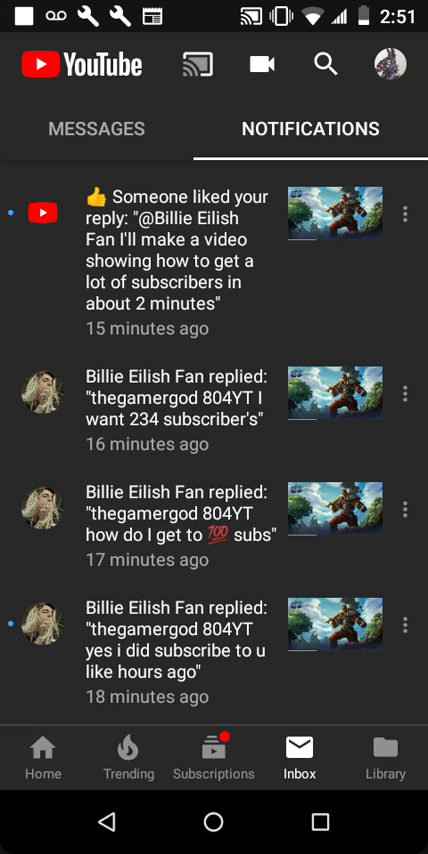 2:51
YouTube
MESSAGES
NOTIFICATIONS
👍 Someone liked your
reply: "@Billie Eilish
Fan I'll make a video
showing how to get a
lot of subscribers in
about 2 minutes"
15 minutes ago
Billie Eilish Fan replied:
"thegamergod 804YT I
want 234 subscriber's"
16 minutes ago
Billie Eilish Fan replied:
"thegamergod 804YT
how do I get to 💯 subs"
17 minutes ago
Billie Eilish Fan replied:
"thegamergod 804YT
yes i did subscribe to u
like hours ago"
18 minutes ago
Home
Trending
Subscriptions
Inbox
Library